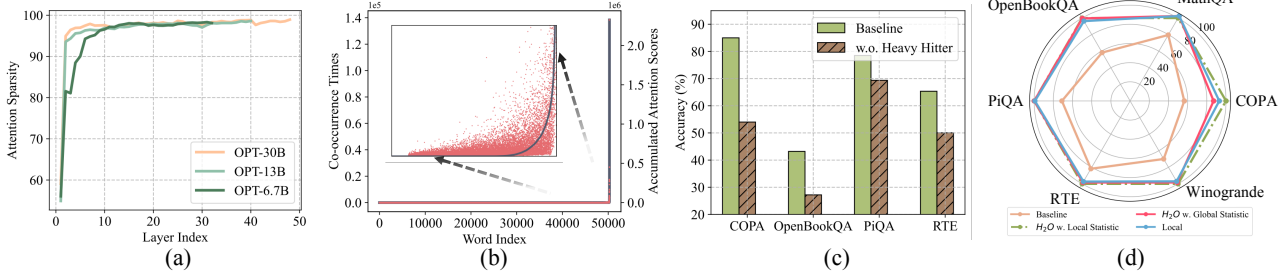 100
90
80
70
60
Attention Sparsity
OPT-30B
OPT-13B
OPT-6.7B
0 10 20 30 40 50
Layer Index
(a)
1e5
1e6
1.4
1.2
1.0
0.8
0.6
0.4
0.2
0.0
Co-occurrence Times
2.0
1.5
1.0
0.5
0.0
Accumulated Attention Scores
0 10000 20000 30000 40000 50000
Word Index
(b)
90
80
70
60
50
40
30
20
Accuracy (%)
Baseline
w.o. Heavy Hitter
COPA OpenBookQA PiQA RTE
(c)
OpenBookQA
MathQA
100
80
60
40
20
PiQA
COPA
RTE
Winogrande
Baseline
H₂O w. Global Statistic
H₂O w. Local Statistic
Local
(d)